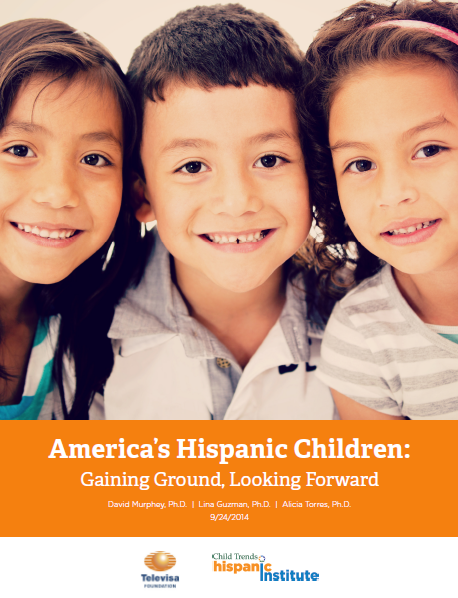 America's Hispanic Children:
Gaining Ground, Looking Forward
David Murphey, Ph.D. | Lina Guzman, Ph.D. | Alicia Torres, Ph.D.
9/24/2014
Televisa
FOUNDATION
Child Trends
hispanic
institute